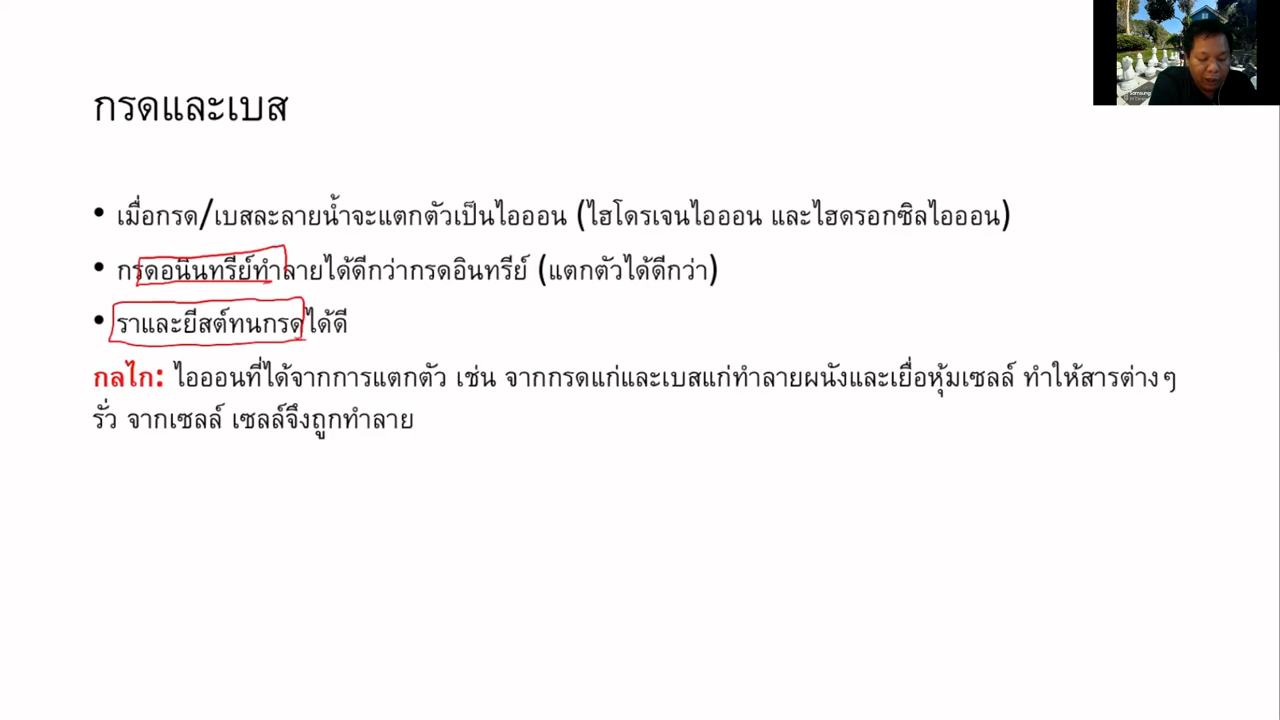 กรดและเบส
• เมื่อกรด/เบสละลายน้ำจะแตกตัวเป็นไอออน (ไฮโดรเจนไอออน และไฮดรอกซิลไอออน)
• กรดอนินทรีย์ทำลายได้ดีกว่ากรดอินทรีย์ (แตกตัวได้ดีกว่า)
• ราและยีสต์ทนกรดได้ดี
กลไก: ไอออนที่ได้จากการแตกตัว เช่น จากกรดแก่และเบสแก่ทำลายผนังและเยื่อหุ้มเซลล์ ทำให้สารต่างๆ
รั่ว จากเซลล์ เซลล์จึงถูกทำลาย
Samsung